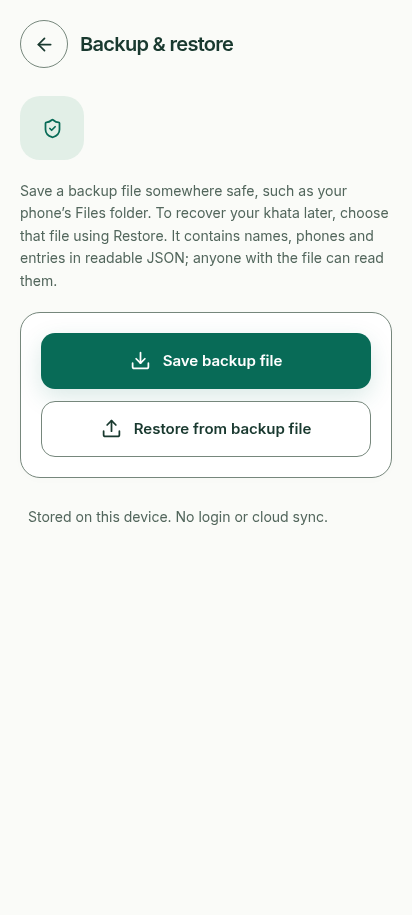 Backup & restore
Save a backup file somewhere safe, such as your
phone’s Files folder. To recover your khata later, choose
that file using Restore. It contains names, phones and
entries in readable JSON; anyone with the file can read
them.
Save backup file
Restore from backup file
Stored on this device. No login or cloud sync.